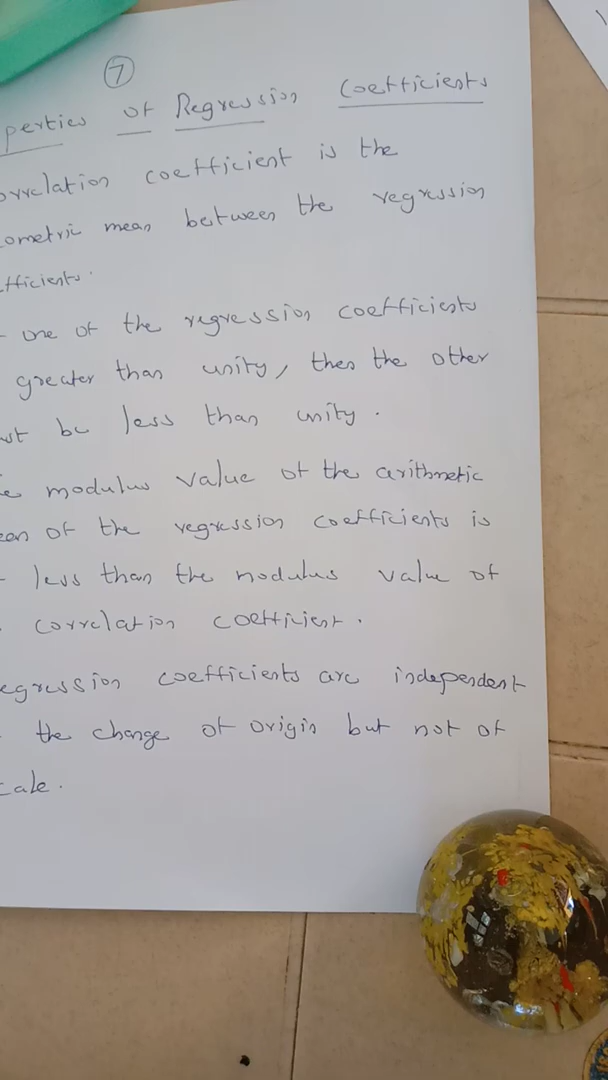 7
perties of Regression Coefficients
orrelation coefficient is the
ometric mean between the regression
fficients.
one of the regression coefficients
greater than unity, then the other
ust be less than unity.
e modulus value of the arithmetic
ean of the regression coefficients is
less than the modulus value of
correlation coefficient.
egression coefficients are independent
the change of origin but not of
cale.